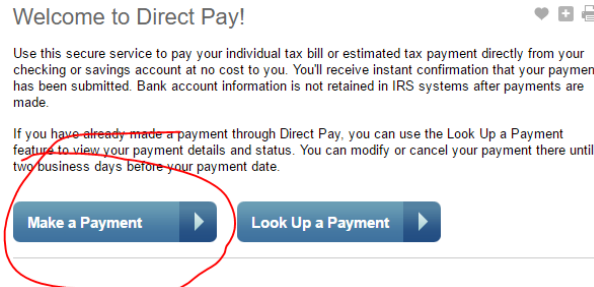 Welcome to Direct Pay!
Use this secure service to pay your individual tax bill or estimated tax payment directly from your
checking or savings account at no cost to you. You'll receive instant confirmation that your paymen
has been submitted. Bank account information is not retained in IRS systems after payments are
made.
If you have already made a payment through Direct Pay, you can use the Look Up a Payment
feature to view your payment details and status. You can modify or cancel your payment there until
two business days before your payment date.
Make a Payment
Look Up a Payment